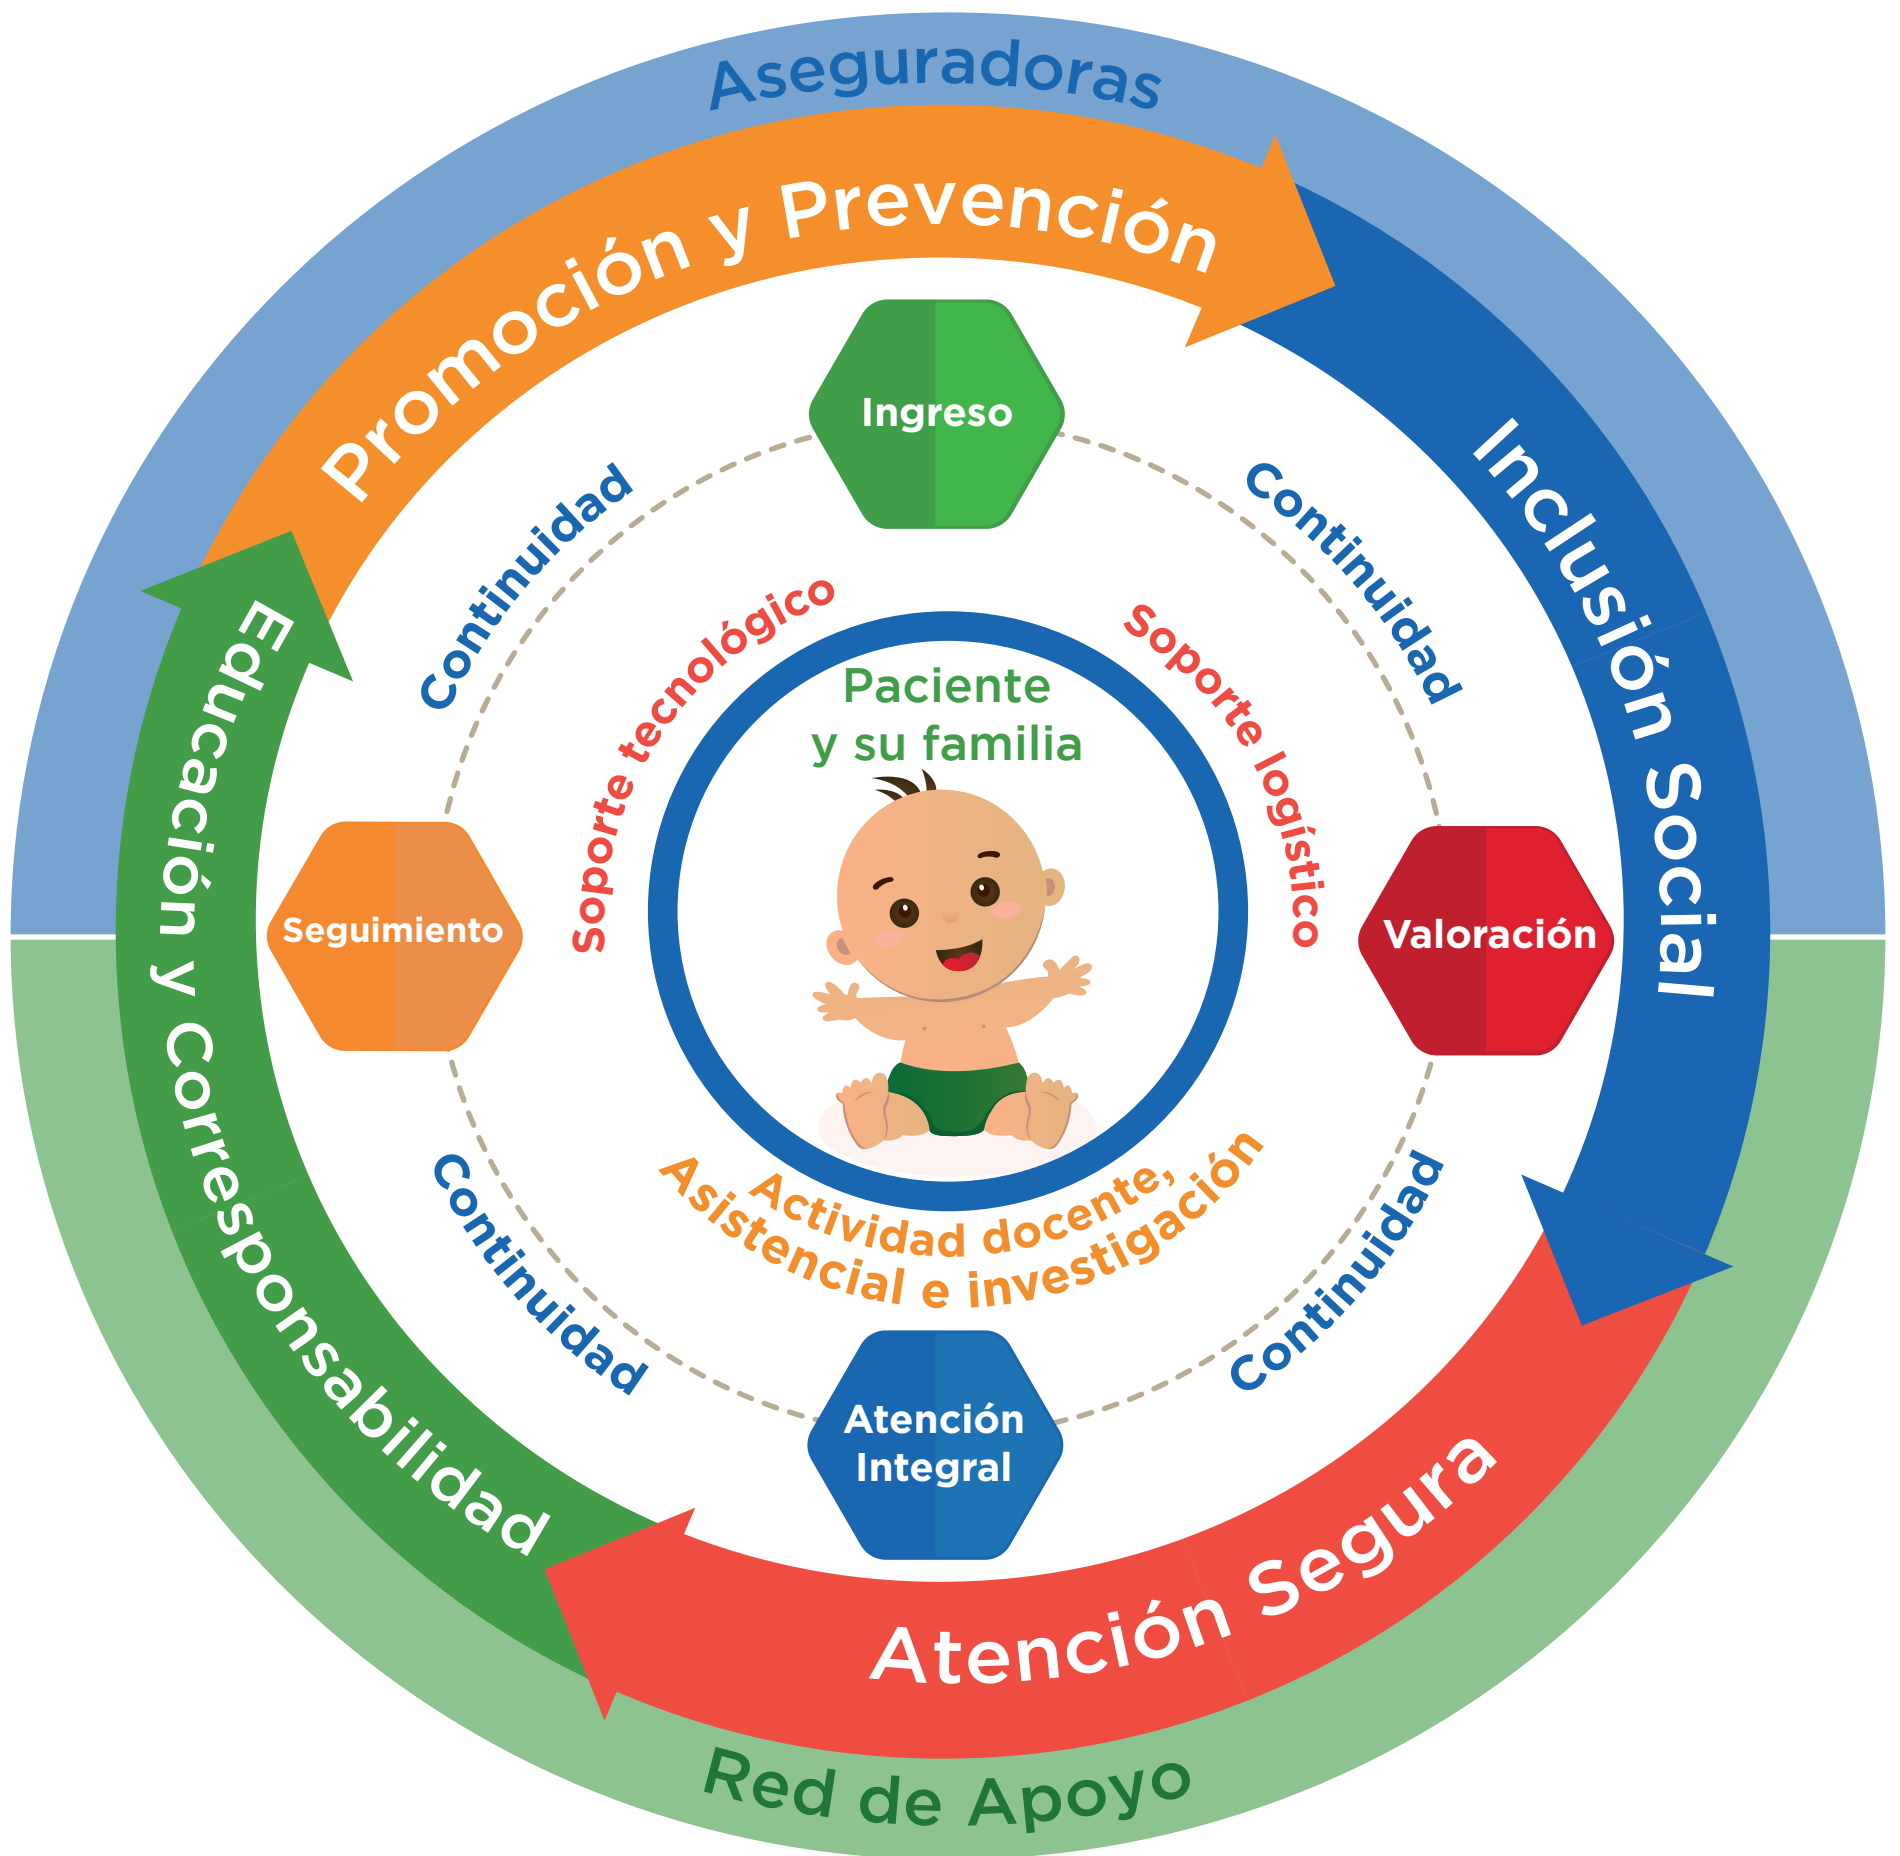 Aseguradoras
Promoción y Prevención
Inclusión Social
Atención Segura
Educación y Corresponsabilidad
Red de Apoyo
Ingreso
Continuidad
Valoración
Continuidad
Atención
Integral
Continuidad
Seguimiento
Continuidad
Soporte tecnológico
Soporte logístico
Actividad docente,
Asistencial e investigación
Paciente
y su familia